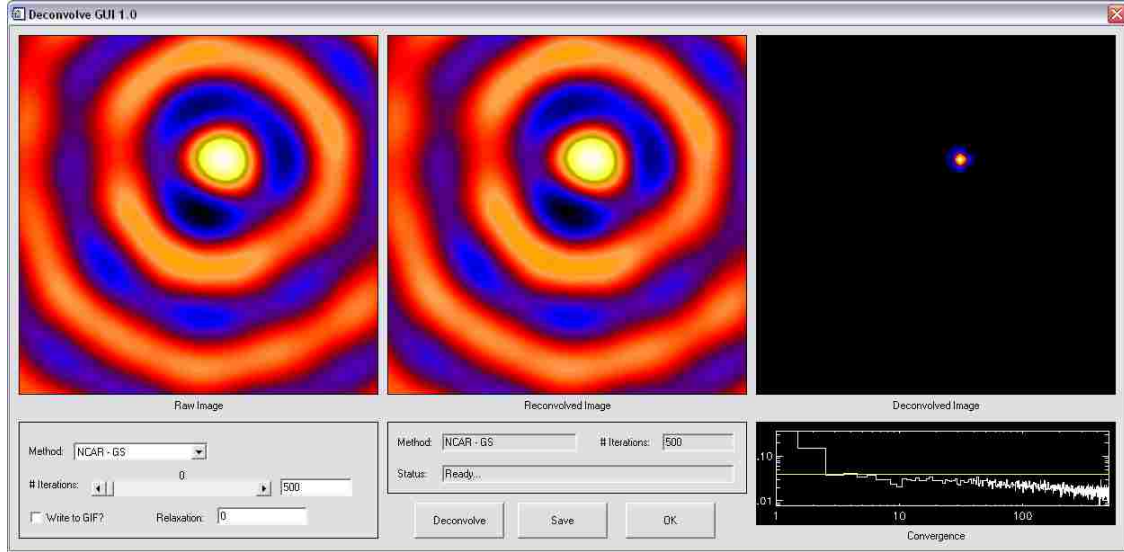 Deconvolve GUI 1.0
Raw Image
Reconvolved Image
Deconvolved Image
Method: NCAR - GS
0
# Iterations: 500
Write to GIF? Relaxation: 0
Method: NCAR - GS # Iterations: 500
Status: Ready...
Deconvolve Save OK
.10
.01
1 10 100
Convergence